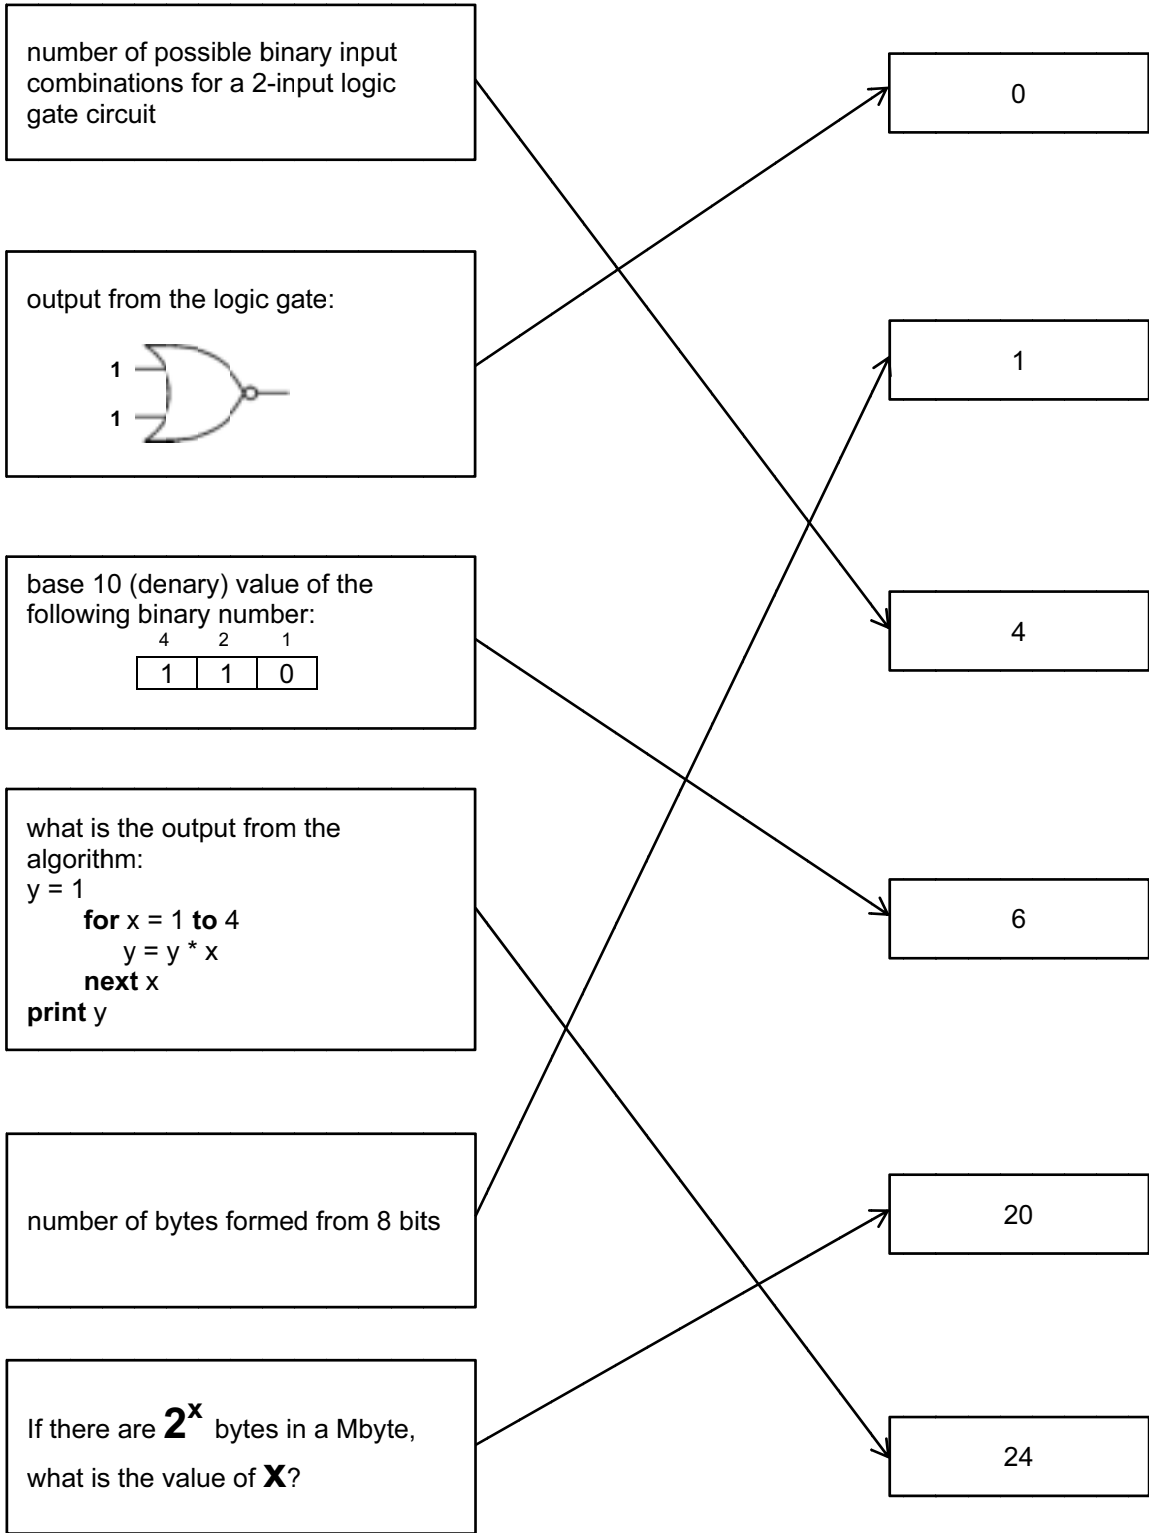 number of possible binary input
combinations for a 2-input logic
gate circuit
0
output from the logic gate:
1
1
1
base 10 (denary) value of the
following binary number:
4 2 1
1 1 0
4
what is the output from the
algorithm:
y = 1
for x = 1 to 4
y = y * x
next x
print y
6
number of bytes formed from 8 bits
20
If there are 2^x bytes in a Mbyte,
what is the value of x?
24